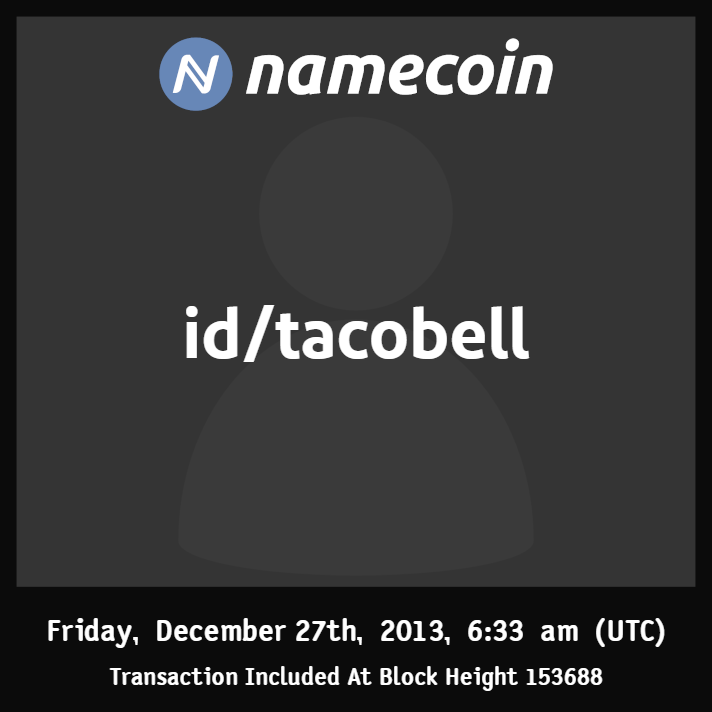 namecoin
id/tacobell
Friday, December 27th, 2013, 6:33 am (UTC)
Transaction Included At Block Height 153688